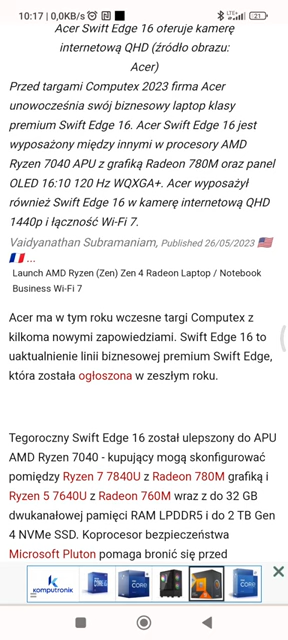 10:17 | 0,0KB/s
LTE+
21
Acer Swift Edge 16 oferuje kamerę
internetową QHD (źródło obrazu:
Acer)
Przed targami Computex 2023 firma Acer
unowocześnia swój biznesowy laptop klasy
premium Swift Edge 16. Acer Swift Edge 16 jest
wyposażony między innymi w procesory AMD
Ryzen 7040 APU z grafiką Radeon 780M oraz panel
OLED 16:10 120 Hz WQXGA+. Acer wyposażył
również Swift Edge 16 w kamerę internetową QHD
1440p i łączność Wi-Fi 7.
Vaidyanathan Subramaniam, Published 26/05/2023
...
Launch AMD Ryzen (Zen) Zen 4 Radeon Laptop / Notebook
Business Wi-Fi 7
Acer ma w tym roku wczesne targi Computex z
kilkoma nowymi zapowiedziami. Swift Edge 16 to
uaktualnienie linii biznesowej premium Swift Edge,
która została ogłoszona w zeszłym roku.
Tegoroczny Swift Edge 16 został ulepszony do APU
AMD Ryzen 7040 - kupujący mogą skonfigurować
pomiędzy Ryzen 7 7840U z Radeon 780M grafiką i
Ryzen 5 7640U z Radeon 760M wraz z do 32 GB
dwukanałowej pamięci RAM LPDDR5 i do 2 TB Gen
4 NVMe SSD. Koprocesor bezpieczeństwa
Microsoft Pluton pomaga bronić się przed
KOMPUTRONIK
CORE